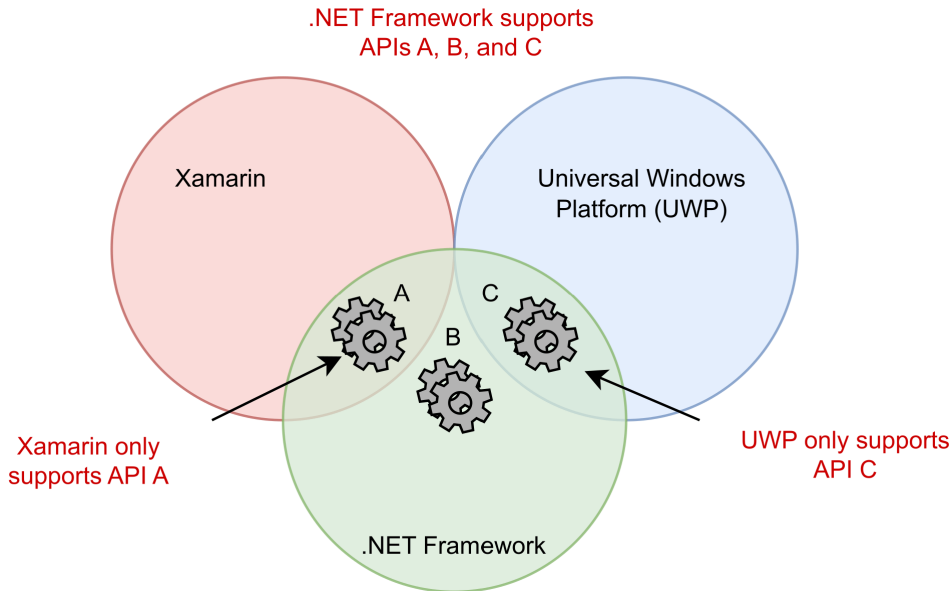 .NET Framework supports
APIs A, B, and C
Xamarin
Universal Windows
Platform (UWP)
A
C
B
Xamarin only
supports API A
UWP only supports
API C
.NET Framework